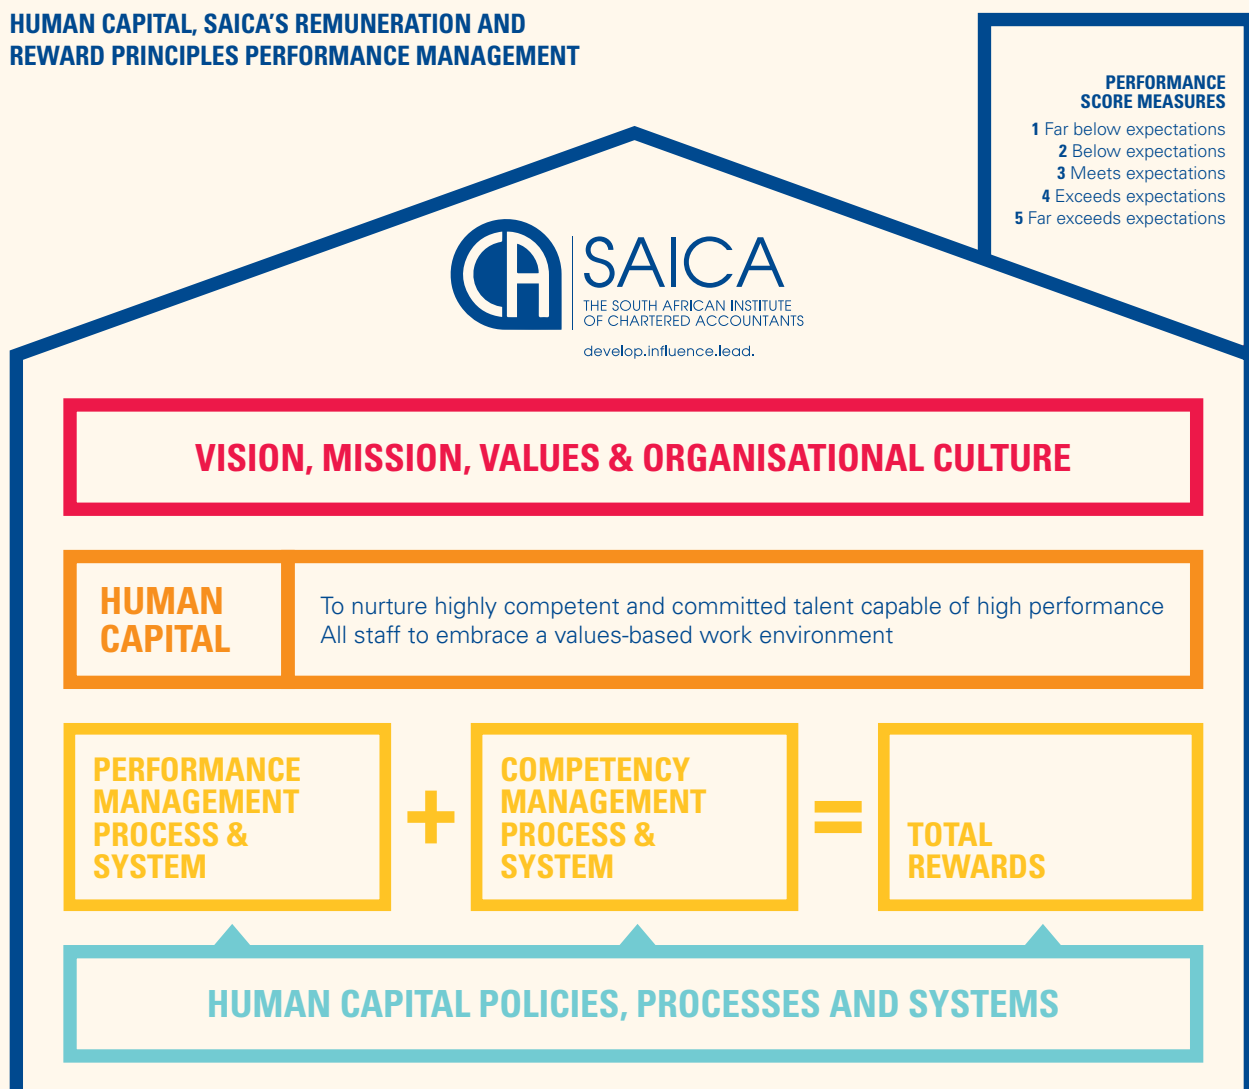 HUMAN CAPITAL, SAICA'S REMUNERATION AND
REWARD PRINCIPLES PERFORMANCE MANAGEMENT
PERFORMANCE
SCORE MEASURES
1 Far below expectations
2 Below expectations
3 Meets expectations
4 Exceeds expectations
5 Far exceeds expectations
CA
SAICA
THE SOUTH AFRICAN INSTITUTE
OF CHARTERED ACCOUNTANTS
develop.influence.lead.
VISION, MISSION, VALUES & ORGANISATIONAL CULTURE
HUMAN
CAPITAL
To nurture highly competent and committed talent capable of high performance
All staff to embrace a values-based work environment
PERFORMANCE
MANAGEMENT
PROCESS &
SYSTEM
+
COMPETENCY
MANAGEMENT
PROCESS &
SYSTEM
=
TOTAL
REWARDS
HUMAN CAPITAL POLICIES, PROCESSES AND SYSTEMS